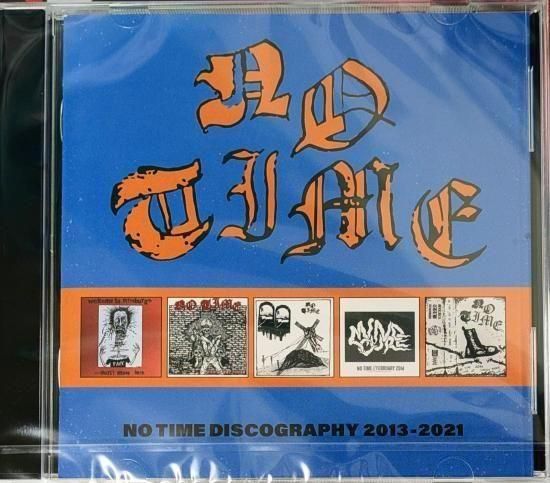 NO
TIME
welcome to Pittsburgh
NO TIME
NO
TIME
NO TIME | FEBRUARY 2014
NO
TIME
NO TIME DISCOGRAPHY 2013-2021